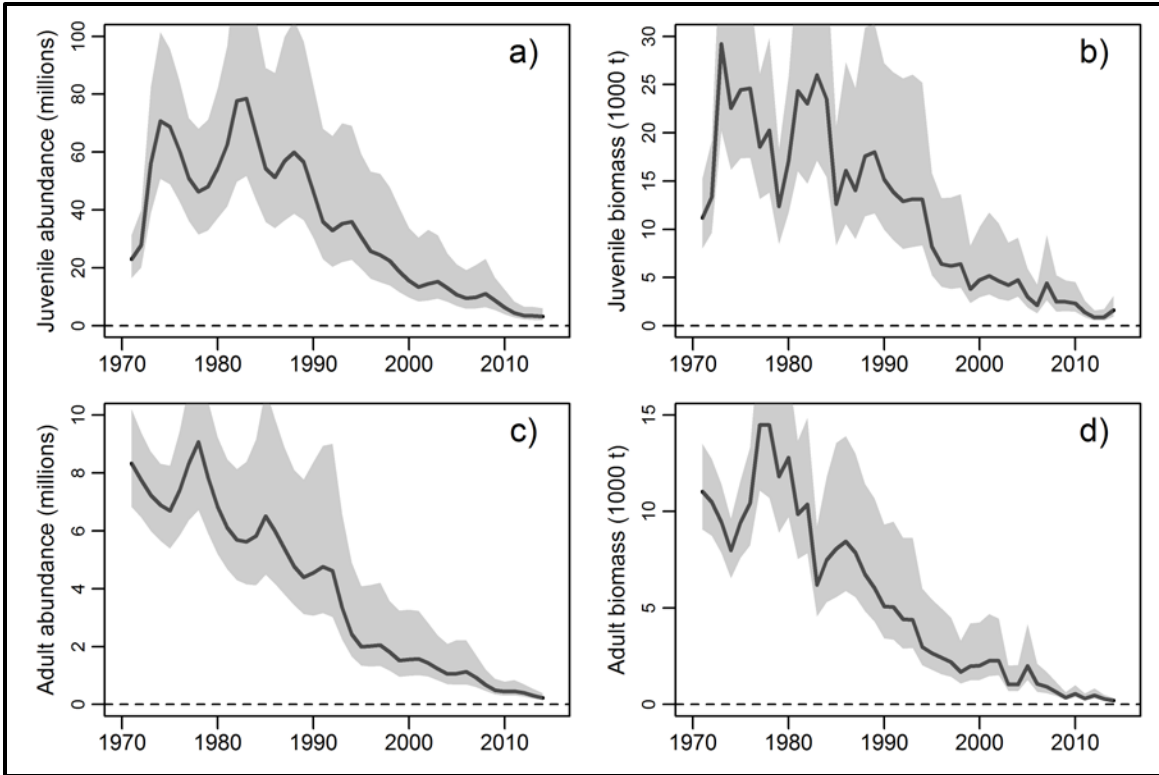 a)
Juvenile abundance (millions)
0 20 40 60 80 100
1970 1980 1990 2000 2010
b)
Juvenile biomass (1000 t)
0 5 10 15 20 25 30
1970 1980 1990 2000 2010
c)
Adult abundance (millions)
0 2 4 6 8 10
1970 1980 1990 2000 2010
d)
Adult biomass (1000 t)
0 5 10 15
1970 1980 1990 2000 2010